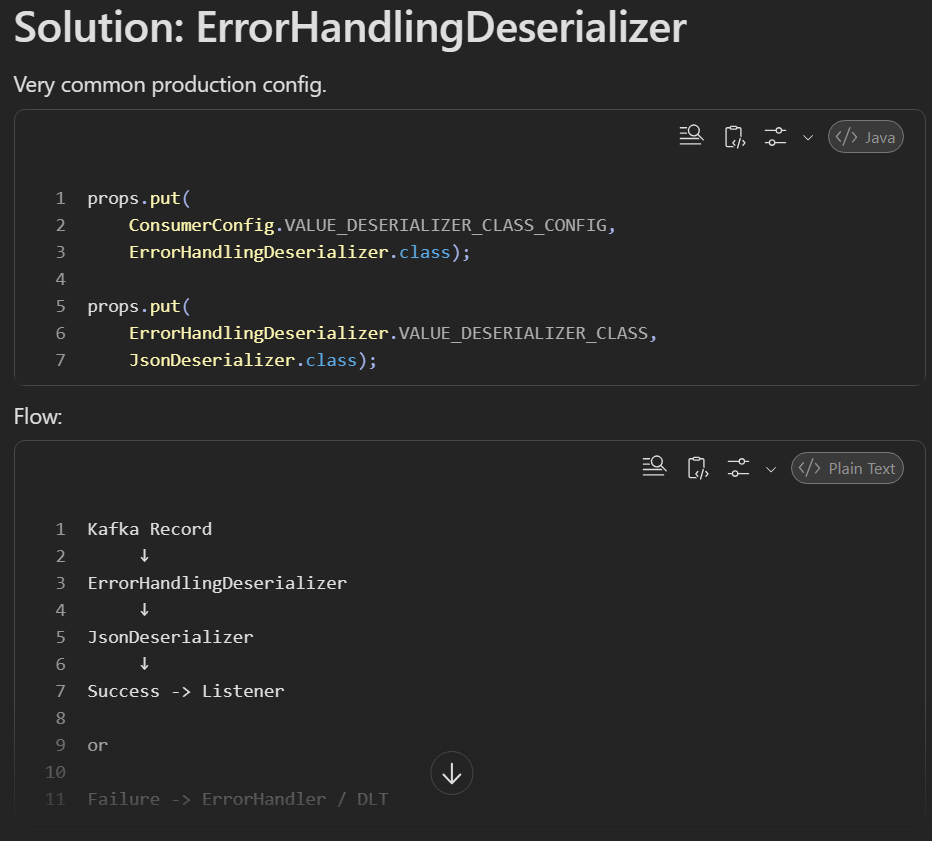 Solution: ErrorHandlingDeserializer
Very common production config.
</> Java
1 props.put(
2     ConsumerConfig.VALUE_DESERIALIZER_CLASS_CONFIG,
3     ErrorHandlingDeserializer.class);
4
5 props.put(
6     ErrorHandlingDeserializer.VALUE_DESERIALIZER_CLASS,
7     JsonDeserializer.class);
Flow:
</> Plain Text
1 Kafka Record
2      ↓
3 ErrorHandlingDeserializer
4      ↓
5 JsonDeserializer
6      ↓
7 Success -> Listener
8
9 or
10
11 Failure -> ErrorHandler / DLT